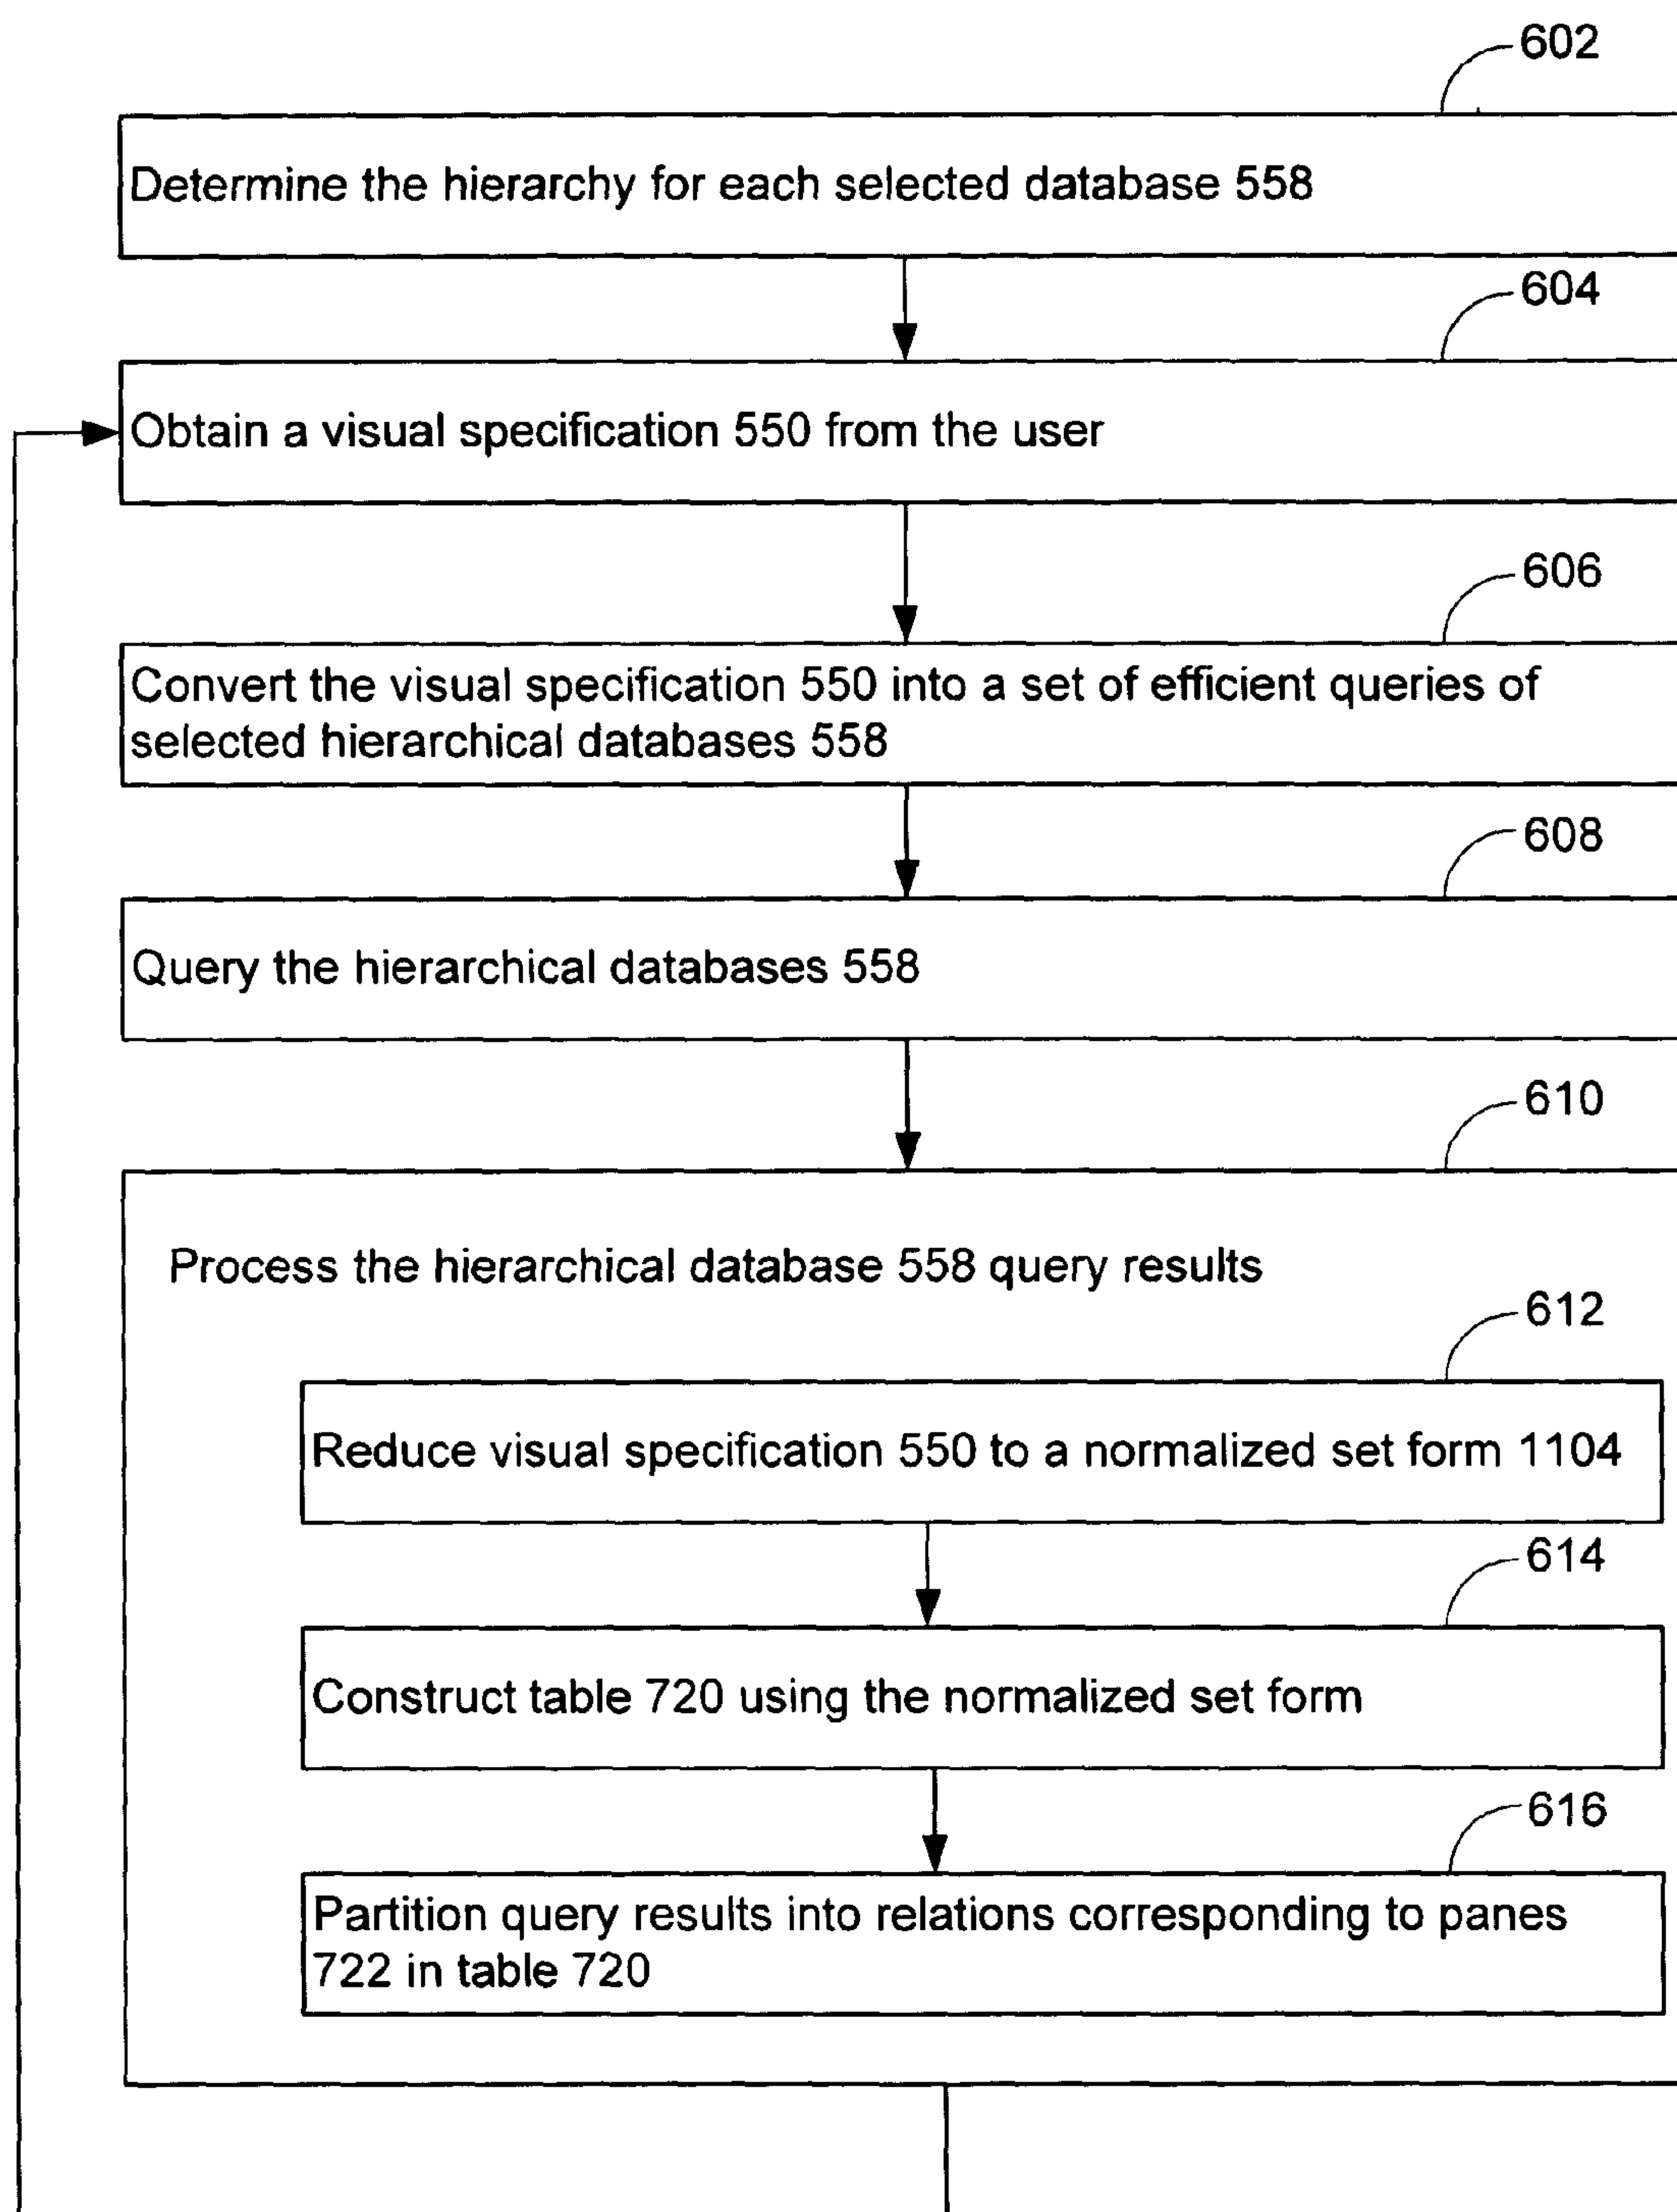 602
Determine the hierarchy for each selected database 558
604
Obtain a visual specification 550 from the user
606
Convert the visual specification 550 into a set of efficient queries of
selected hierarchical databases 558
608
Query the hierarchical databases 558
610
Process the hierarchical database 558 query results
612
Reduce visual specification 550 to a normalized set form 1104
614
Construct table 720 using the normalized set form
616
Partition query results into relations corresponding to panes
722 in table 720